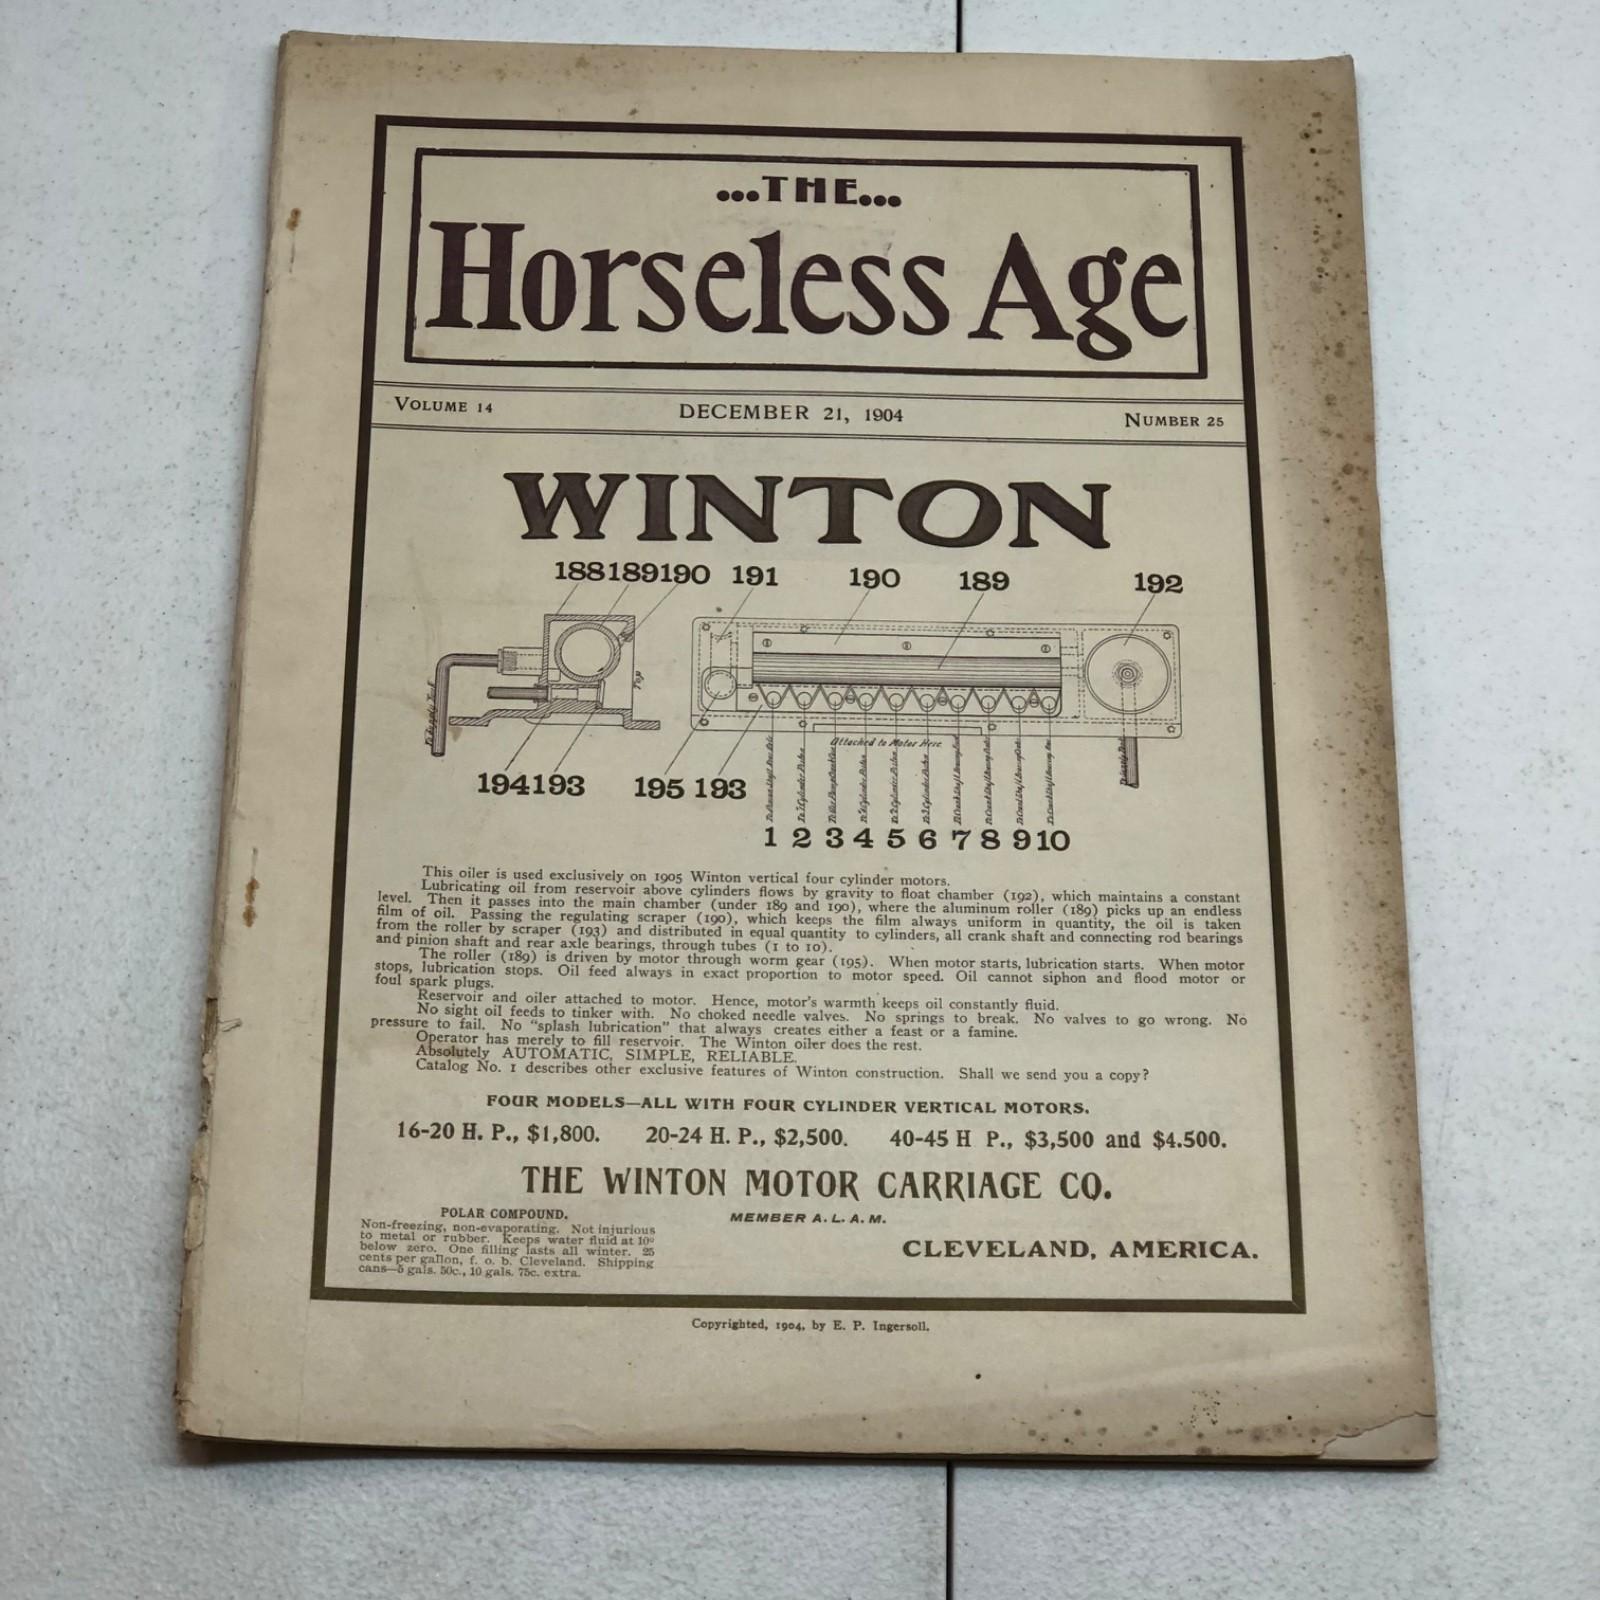 ...THE...
Horseless Age
VOLUME 14 DECEMBER 21, 1904 NUMBER 25
WINTON
188 189 190 191 190 189 192
Top
Attached to Motor Here
194 193 195 193
1 2 3 4 5 6 7 8 9 10
This oiler is used exclusively on 1905 Winton vertical four cylinder motors.
Lubricating oil from reservoir above cylinders flows by gravity to float chamber (192), which maintains a constant
level. Then it passes into the main chamber (under 189 and 190), where the aluminum roller (189) picks up an endless
film of oil. Passing the regulating scraper (190), which keeps the film always uniform in quantity, the oil is taken
from the roller by scraper (193) and distributed in equal quantity to cylinders, all crank shaft and connecting rod bearings
and pinion shaft and rear axle bearings, through tubes (1 to 10).
The roller (189) is driven by motor through worm gear (195). When motor starts, lubrication starts. When motor
stops, lubrication stops. Oil feed always in exact proportion to motor speed. Oil cannot siphon and flood motor or
foul spark plugs.
Reservoir and oiler attached to motor. Hence, motor's warmth keeps oil constantly fluid.
No sight oil feeds to tinker with. No choked needle valves. No springs to break. No valves to go wrong. No
pressure to fail. No "splash lubrication" that always creates either a feast or a famine.
Operator has merely to fill reservoir. The Winton oiler does the rest.
Absolutely AUTOMATIC, SIMPLE, RELIABLE.
Catalog No. 1 describes other exclusive features of Winton construction. Shall we send you a copy?
FOUR MODELS—ALL WITH FOUR CYLINDER VERTICAL MOTORS.
16-20 H. P., $1,800. 20-24 H. P., $2,500. 40-45 H P., $3,500 and $4.500.
THE WINTON MOTOR CARRIAGE CO.
MEMBER A. L. A. M.
CLEVELAND, AMERICA.
POLAR COMPOUND.
Non-freezing, non-evaporating. Not injurious
to metal or rubber. Keeps water fluid at 10°
below zero. One filling lasts all winter. 25
cents per gallon, f. o. b. Cleveland. Shipping
cans—5 gals. 50c., 10 gals. 75c. extra.
Copyrighted, 1904, by E. P. Ingersoll.